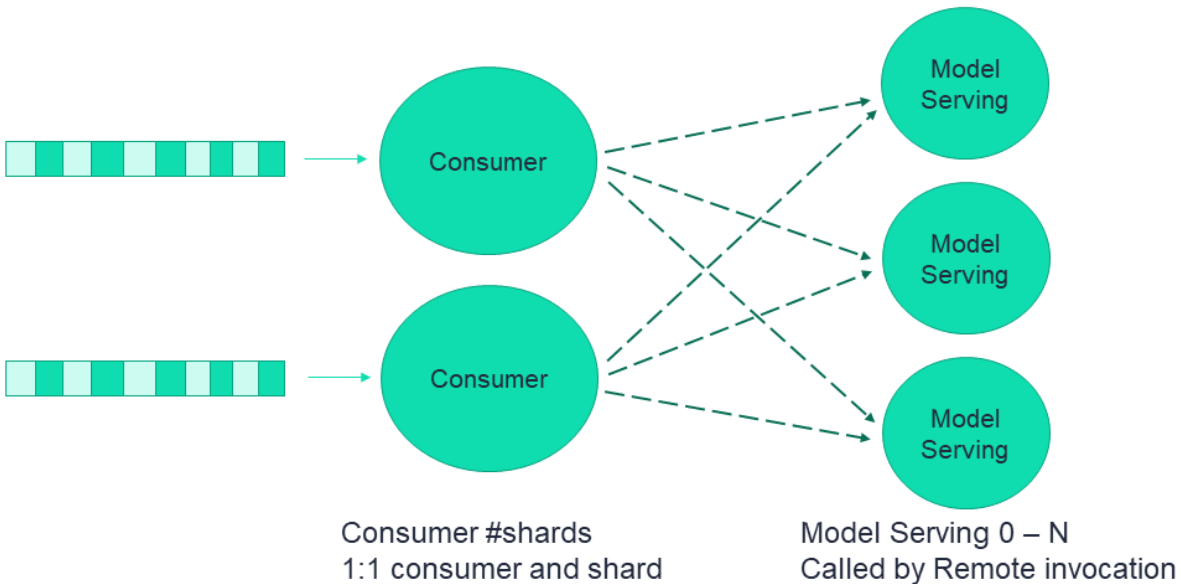 Model
Serving
Consumer
Model
Serving
Consumer
Model
Serving
Consumer #shards
1:1 consumer and shard
Model Serving 0 – N
Called by Remote invocation